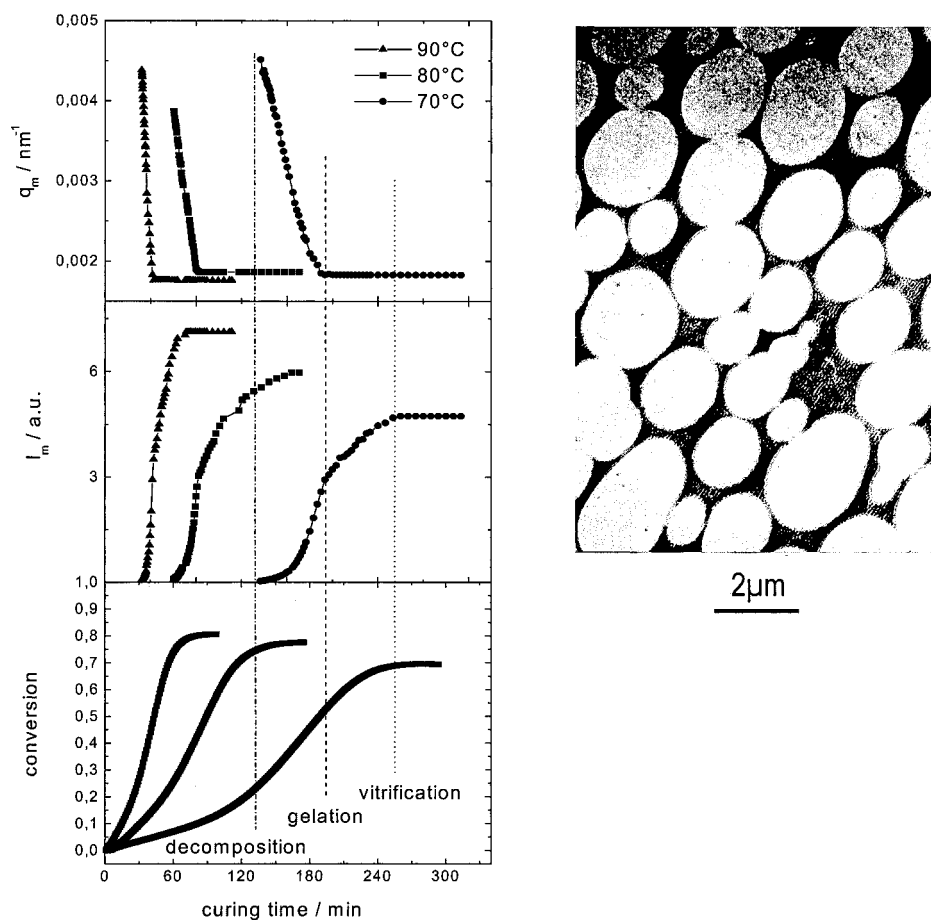 0,005
0,004
0,003
0,002
q_m / nm^-1
90°C
80°C
70°C
6
3
1,0
I_m / a.u.
0,9
0,8
0,7
0,6
0,5
0,4
0,3
0,2
0,1
0,0
conversion
vitrification
gelation
decomposition
0 60 120 180 240 300
curing time / min
2µm